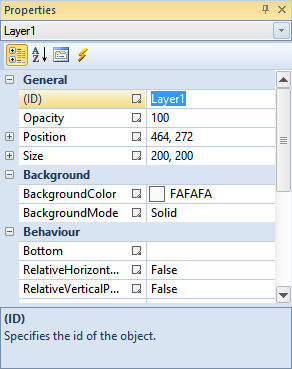 Properties
Layer1
General
(ID) Layer1
Opacity 100
Position 464, 272
Size 200, 200
Background
BackgroundColor FAFAFA
BackgroundMode Solid
Behaviour
Bottom
RelativeHorizont... False
RelativeVerticalP... False
(ID)
Specifies the id of the object.